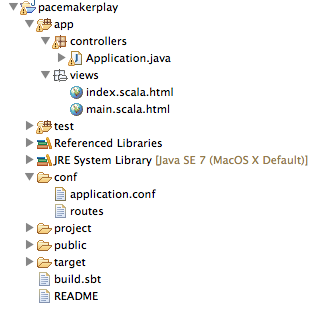 pacemakerplay
app
controllers
Application.java
views
index.scala.html
main.scala.html
test
Referenced Libraries
JRE System Library [Java SE 7 (MacOS X Default)]
conf
application.conf
routes
project
public
target
build.sbt
README